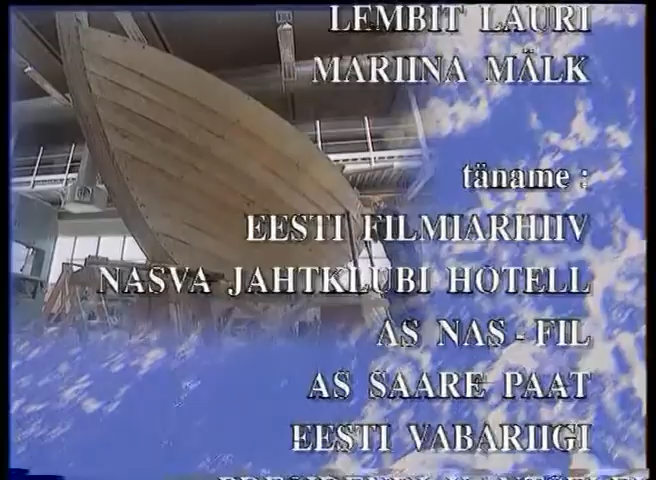 LEMBIT LAURI
MARIINA MÄLK
täname :
EESTI FILMIARHIIV
NASVA JAHTKLUBI HOTELL
AS NAS-FIL
AS SAARE PAAT
EESTI VABARIIGI